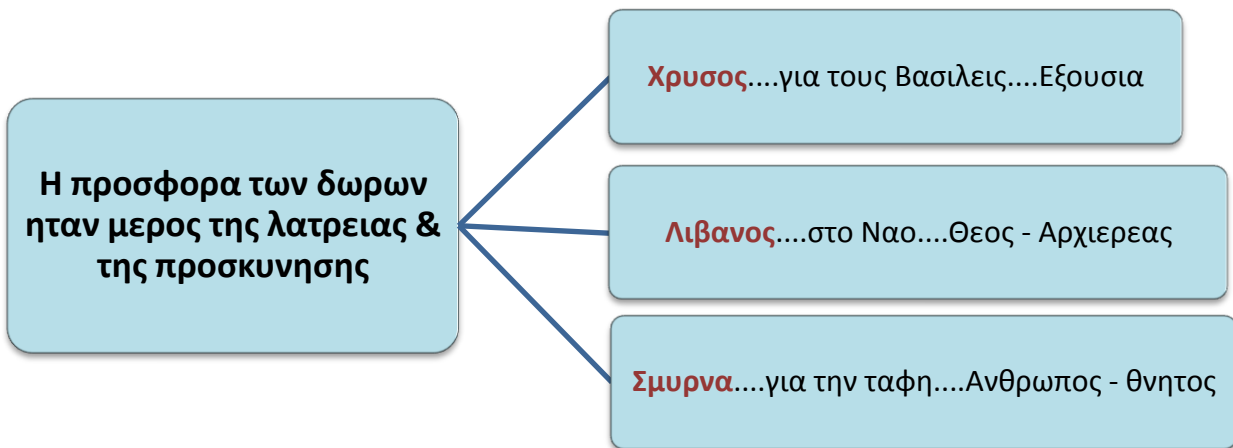 Η προσφορα των δωρων
ηταν μερος της λατρειας &
της προσκυνησης
Χρυσος....για τους Βασιλεις....Εξουσια
Λιβανος....στο Ναο....Θεος - Αρχιερεας
Σμυρνα....για την ταφη....Ανθρωπος - θνητος